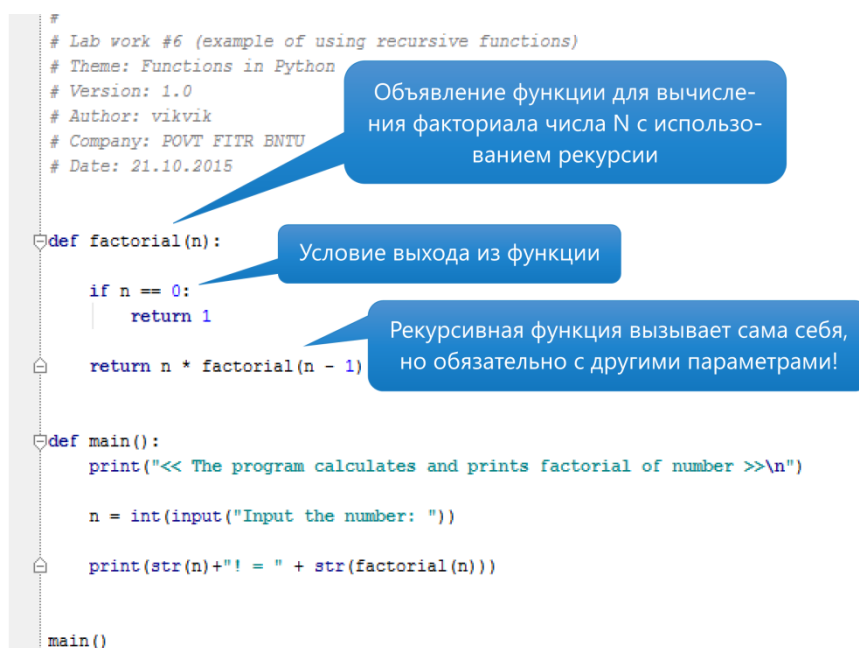 #
# Lab work #6 (example of using recursive functions)
# Theme: Functions in Python
# Version: 1.0
# Author: vikvik
# Company: POVT FITR BNTU
# Date: 21.10.2015
Объявление функции для вычисле-
ния факториала числа N с использо-
ванием рекурсии
def factorial(n):
Условие выхода из функции
if n == 0:
return 1
Рекурсивная функция вызывает сама себя,
но обязательно с другими параметрами!
return n * factorial(n - 1)
def main():
print("<< The program calculates and prints factorial of number >>\n")
n = int(input("Input the number: "))
print(str(n)+"! = " + str(factorial(n)))
main()